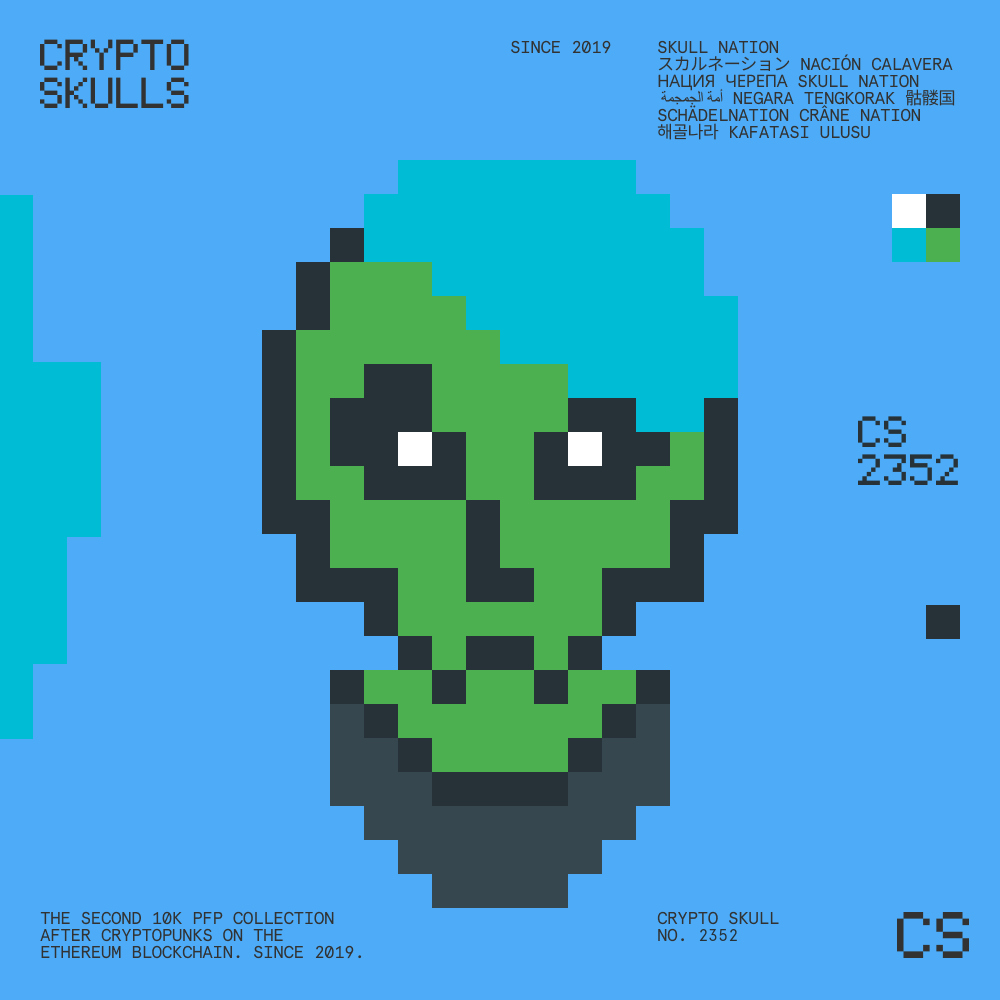 CRYPTO
SKULLS
SINCE 2019
SKULL NATION
スカルネーション NACIÓN CALAVERA
НАЦИЯ ЧЕРЕПА SKULL NATION
أمة الجمجمة NEGARA TENGKORAK 骷髅国
SCHÄDELNATION CRÂNE NATION
해골나라 KAFATASI ULUSU
CS
2352
THE SECOND 10K PFP COLLECTION
AFTER CRYPTOPUNKS ON THE
ETHEREUM BLOCKCHAIN. SINCE 2019.
CRYPTO SKULL
NO. 2352
CS